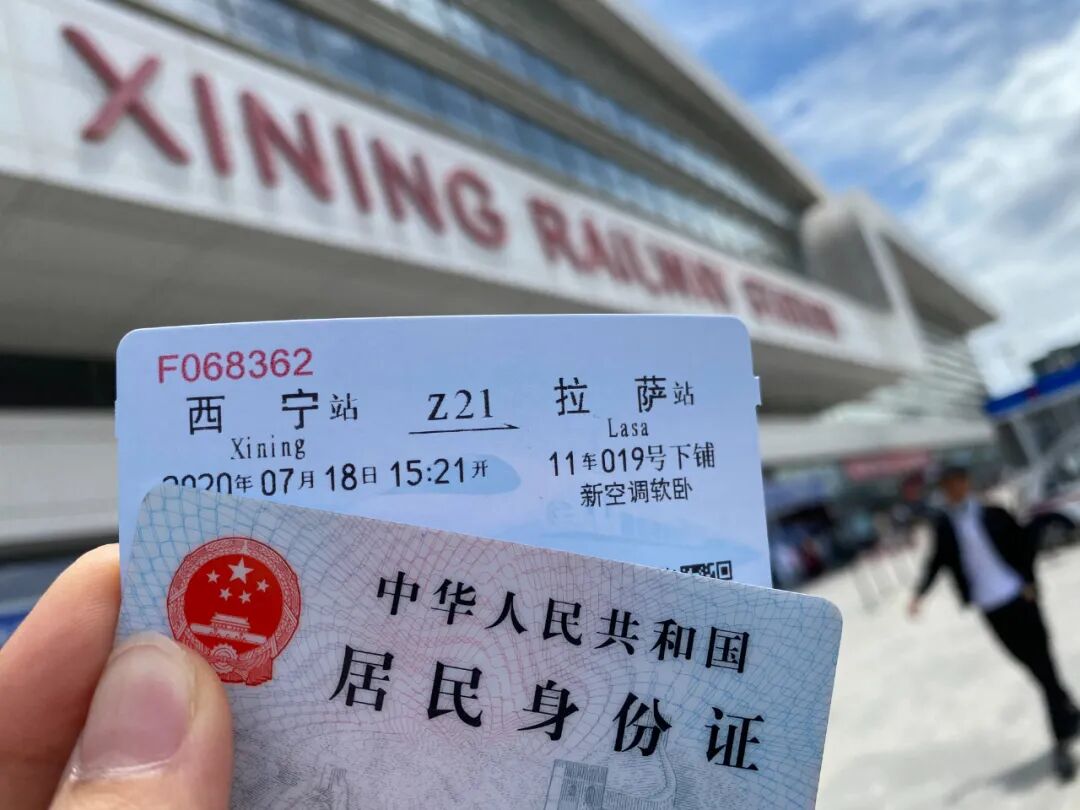 XINING RAILWAY STATION
F068362
西宁站 Z21 拉萨站
Xining Lasa
2020年07月18日 15:21开 11车019号下铺
新空调软卧
中华人民共和国
居民身份证